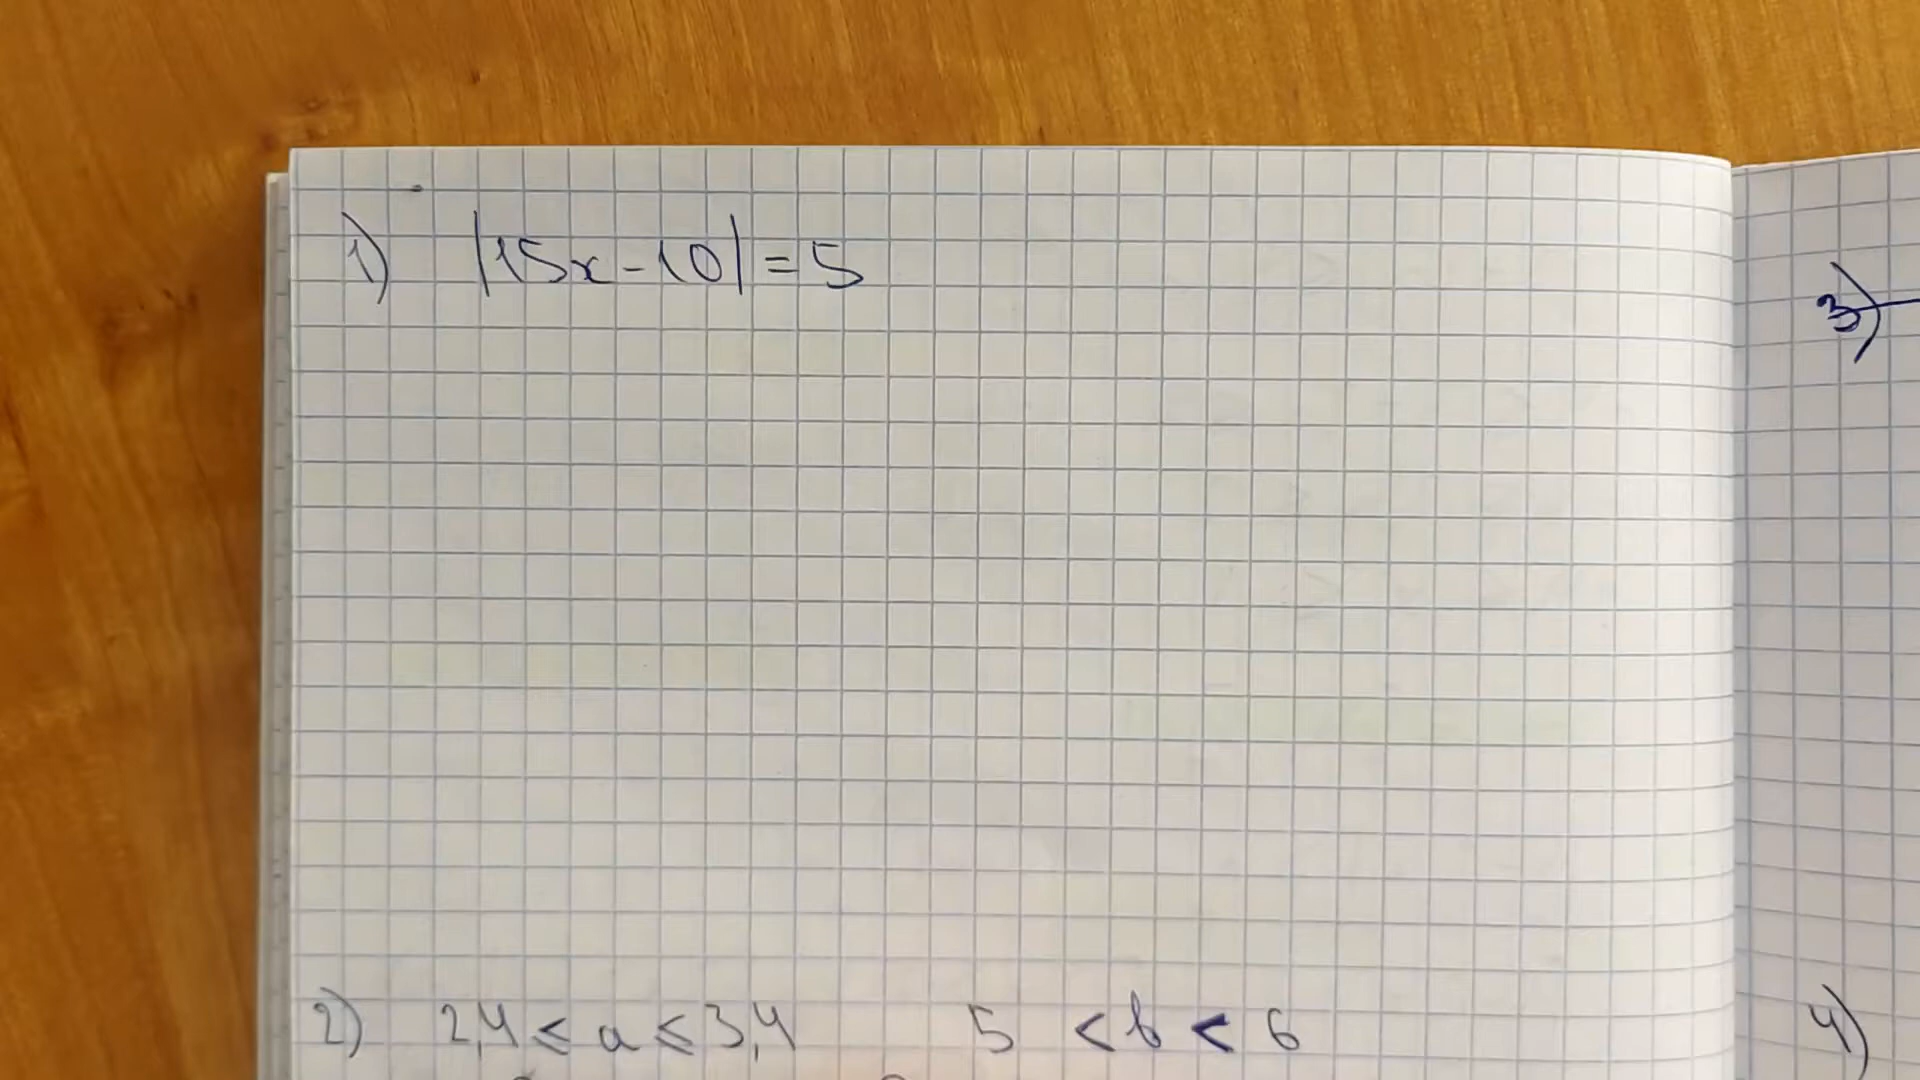 1) |15x-10|=5
2) 2,4 ≤ a ≤ 3,4 5 < b < 6
3)
4)